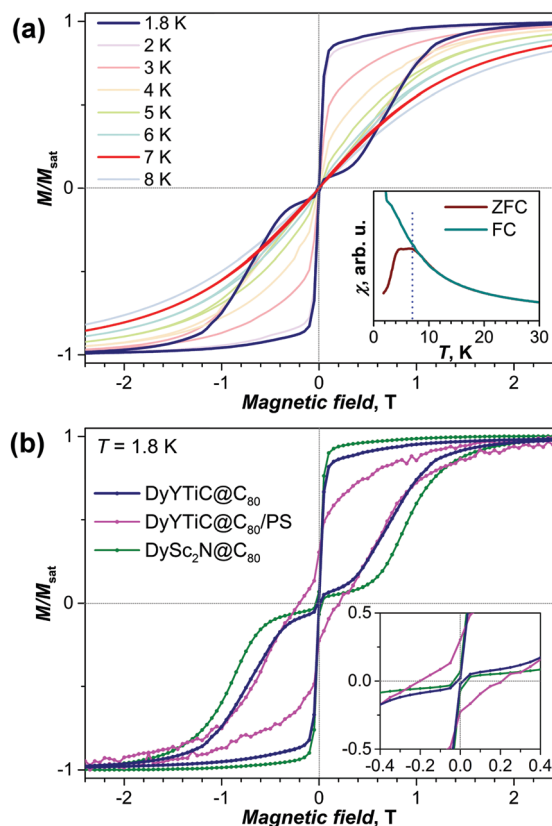 (a)
1.8 K
2 K
3 K
4 K
5 K
6 K
7 K
8 K
M/Msat
1
0
-1
-2 -1 0 1 2
Magnetic field, T
ZFC
FC
χ, arb. u.
0 10 20 30
T, K
(b)
T = 1.8 K
DyYTiC@C80
DyYTiC@C80/PS
DySc2N@C80
M/Msat
1
0
-1
-2 -1 0 1 2
Magnetic field, T
0.5
0.0
-0.5
-0.4 -0.2 0.0 0.2 0.4